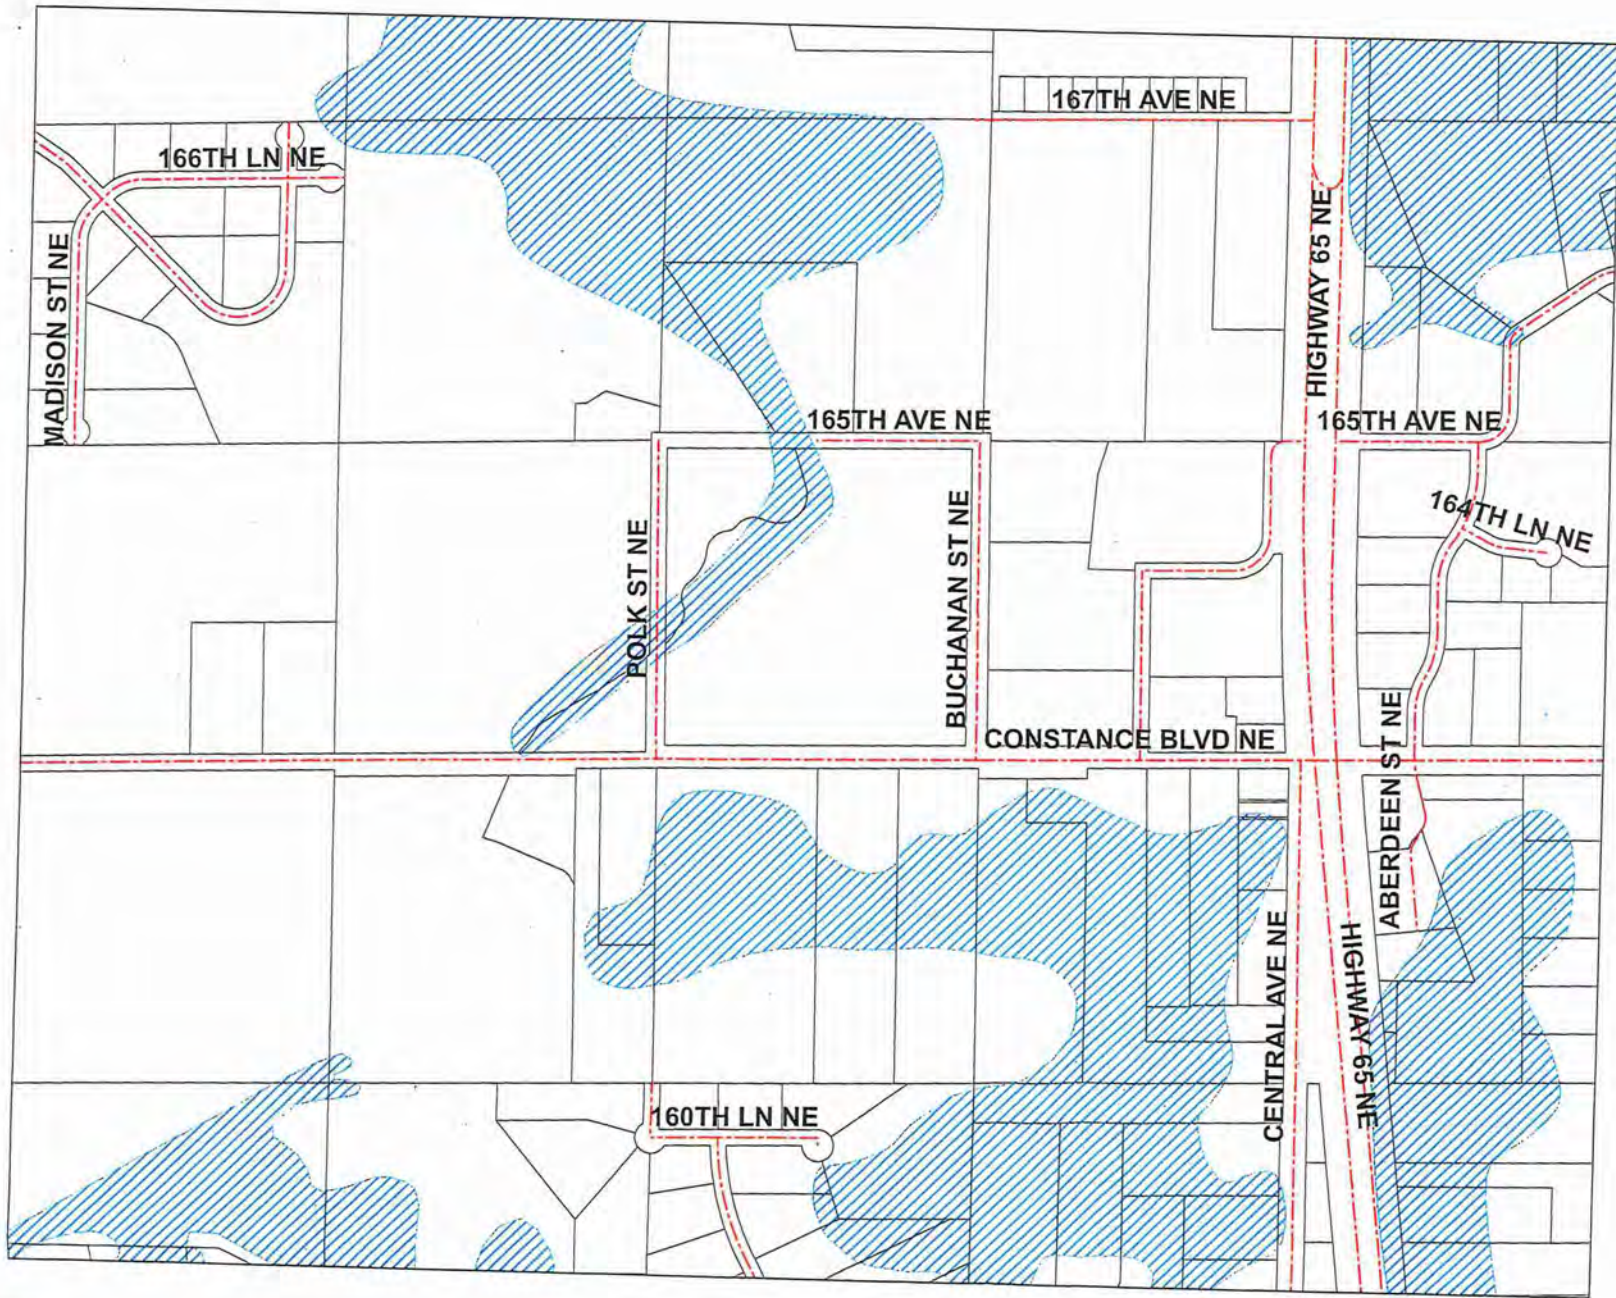 167TH AVE NE
166TH LN NE
HIGHWAY 65 NE
MADISON ST NE
165TH AVE NE
165TH AVE NE
164TH LN NE
POLK ST NE
BUCHANAN ST NE
CONSTANCE BLVD NE
ABERDEEN ST NE
CENTRAL AVE NE
HIGHWAY 65 NE
160TH LN NE